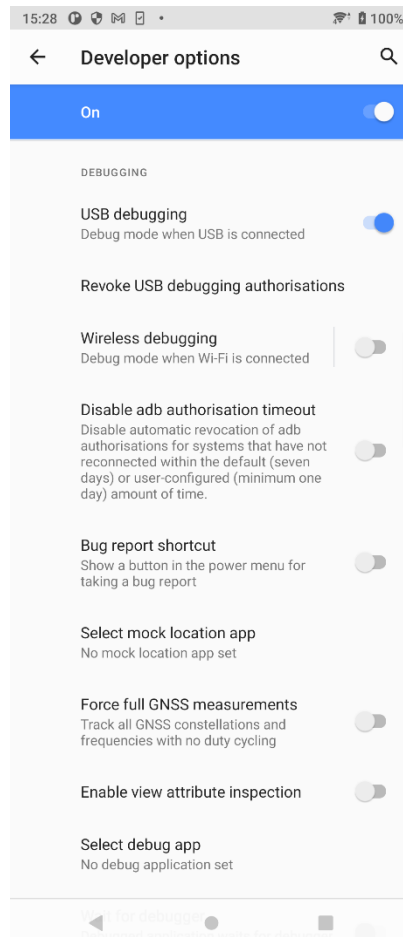 15:28
100%
Developer options
On
DEBUGGING
USB debugging
Debug mode when USB is connected
Revoke USB debugging authorisations
Wireless debugging
Debug mode when Wi-Fi is connected
Disable adb authorisation timeout
Disable automatic revocation of adb
authorisations for systems that have not
reconnected within the default (seven
days) or user-configured (minimum one
day) amount of time.
Bug report shortcut
Show a button in the power menu for
taking a bug report
Select mock location app
No mock location app set
Force full GNSS measurements
Track all GNSS constellations and
frequencies with no duty cycling
Enable view attribute inspection
Select debug app
No debug application set
Wait for debugger